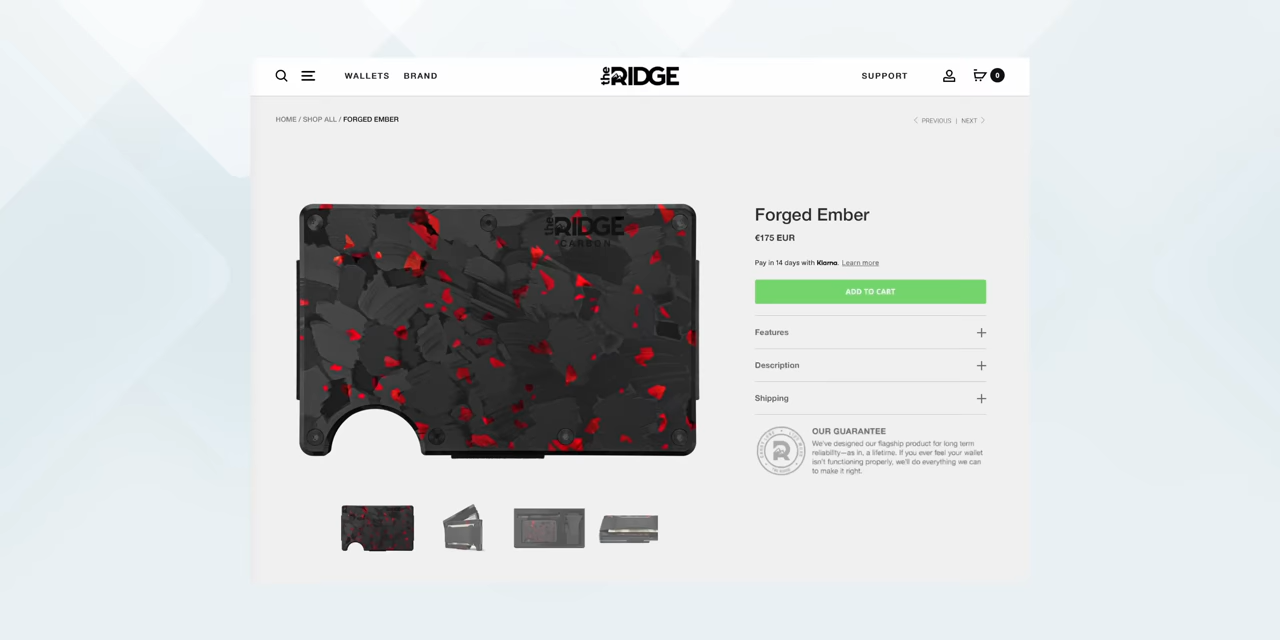 WALLETS BRAND
the RIDGE
SUPPORT
0
HOME / SHOP ALL / FORGED EMBER
PREVIOUS | NEXT
the RIDGE
CARBON
Forged Ember
€175 EUR
Pay in 14 days with Klarna. Learn more
ADD TO CART
Features
Description
Shipping
OUR GUARANTEE
We've designed our flagship product for long term
reliability—as in, a lifetime. If you ever feel your wallet
isn't functioning properly, we'll do everything we can
to make it right.